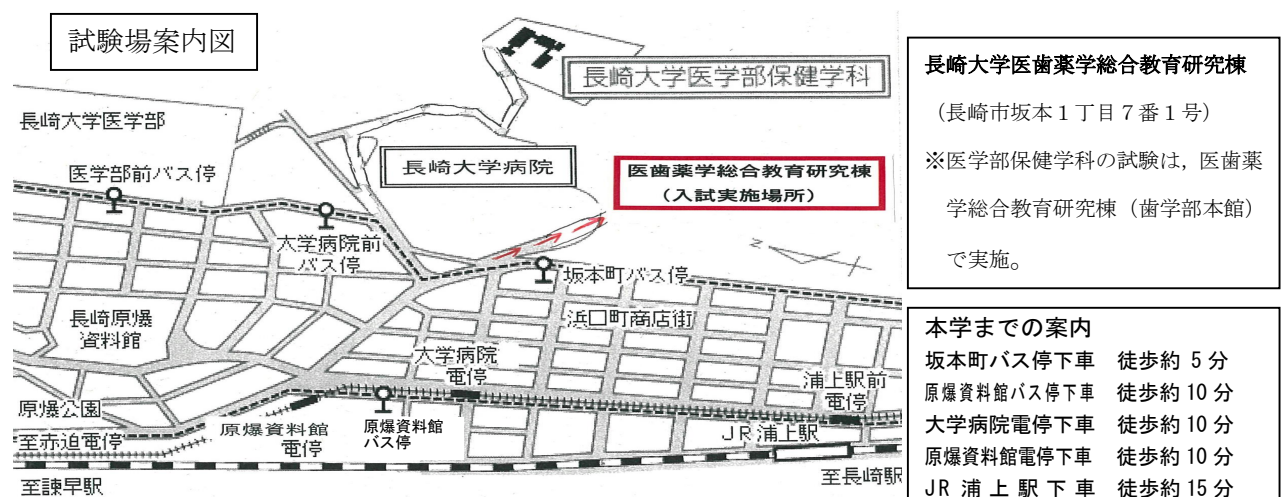 試験場案内図
長崎大学医学部保健学科
長崎大学医学部
医学部前バス停
長崎大学病院
医歯薬学総合教育研究棟
(入試実施場所)
大学病院前
バス停
坂本町バス停
N
長崎原爆
資料館
浜口町商店街
大学病院
電停
浦上駅前
電停
原爆公園
至赤迫電停
原爆資料館
電停
原爆資料館
バス停
JR浦上駅
至諫早駅
至長崎駅
長崎大学医歯薬学総合教育研究棟
（長崎市坂本１丁目７番１号）
※医学部保健学科の試験は，医歯薬
学総合教育研究棟（歯学部本館）
で実施。
本学までの案内
坂本町バス停下車　徒歩約 5 分
原爆資料館バス停下車　徒歩約 10 分
大学病院電停下車　徒歩約 10 分
原爆資料館電停下車　徒歩約 10 分
JR 浦 上 駅 下 車　徒歩約 15 分